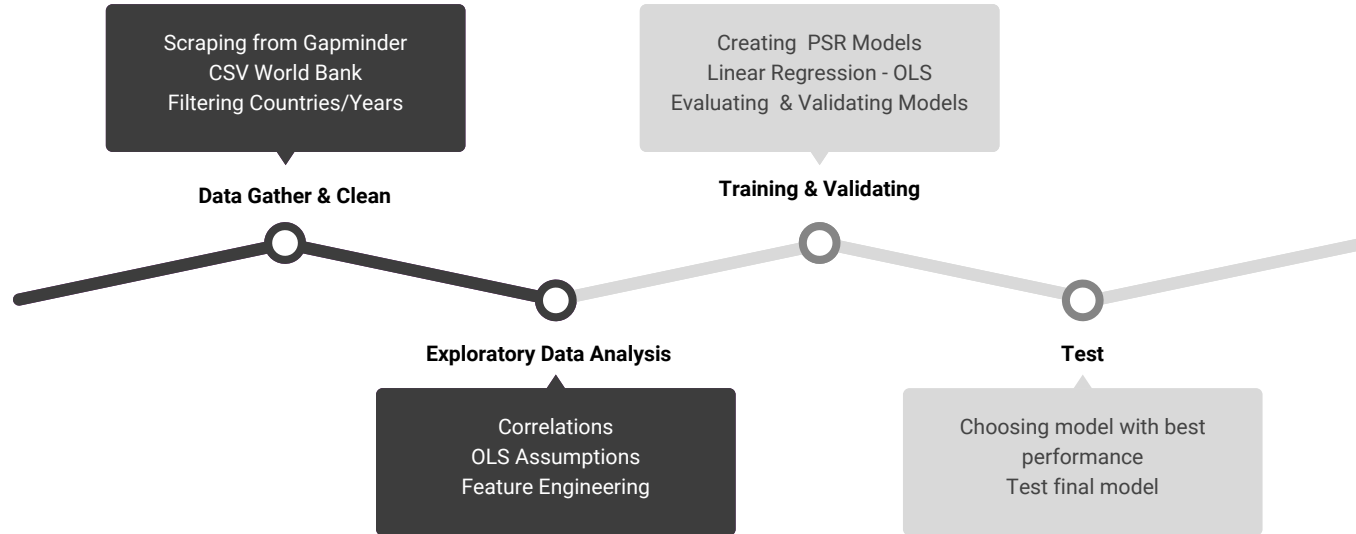 Scraping from Gapminder
CSV World Bank
Filtering Countries/Years
Data Gather & Clean
Creating  PSR Models
Linear Regression - OLS
Evaluating  & Validating Models
Training & Validating
Exploratory Data Analysis
Correlations
OLS Assumptions
Feature Engineering
Test
Choosing model with best
performance
Test final model